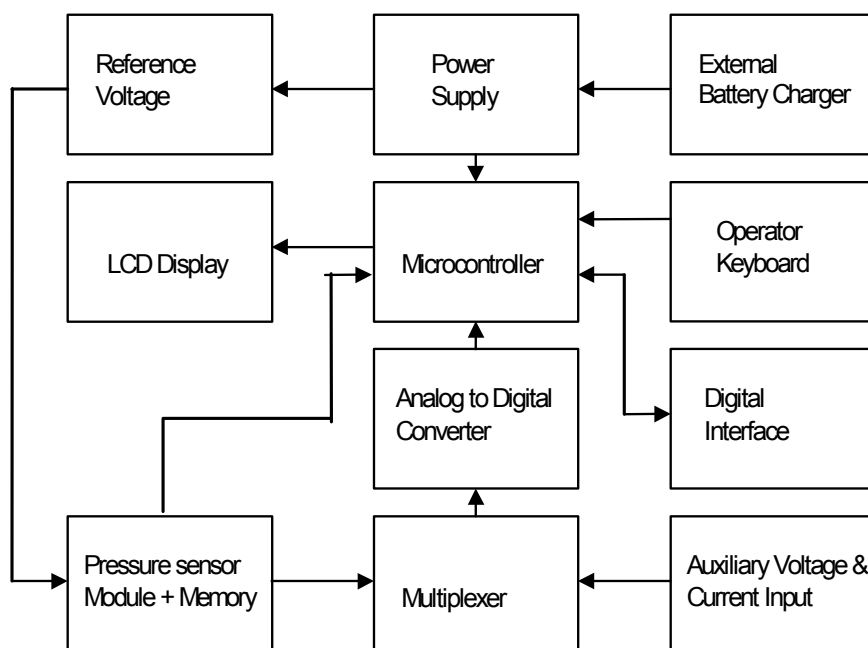 Reference
Voltage
Power
Supply
External
Battery Charger
LCD Display
Microcontroller
Operator
Keyboard
Analog to Digital
Converter
Digital
Interface
Pressure sensor
Module + Memory
Multiplexer
Auxiliary Voltage &
Current Input